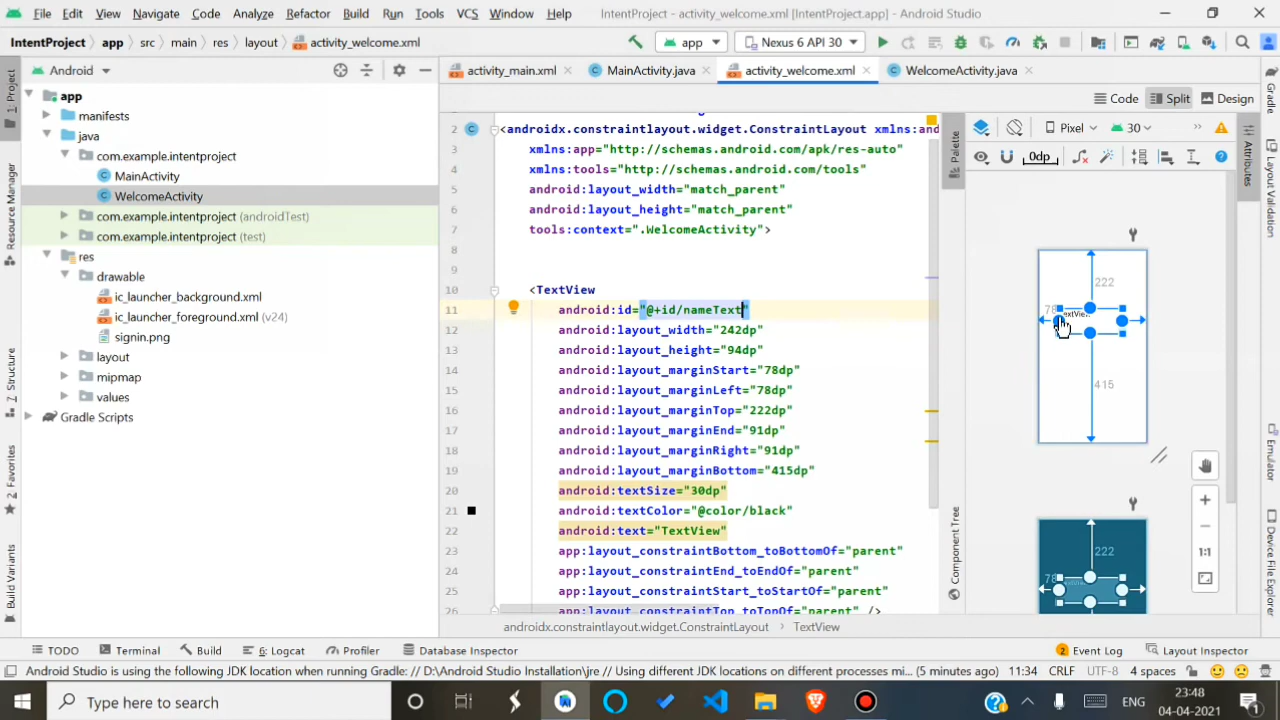 File Edit View Navigate Code Analyze Refactor Build Run Tools VCS Window Help IntentProject - activity_welcome.xml [IntentProject.app] - Android Studio
IntentProject app src main res layout activity_welcome.xml app Nexus 6 API 30
Android activity_main.xml MainActivity.java activity_welcome.xml WelcomeActivity.java
Code Split Design
1: Project
Resource Manager
Z: Structure
2: Favorites
Build Variants
app
manifests
java
com.example.intentproject
MainActivity
WelcomeActivity
com.example.intentproject (androidTest)
com.example.intentproject (test)
res
drawable
ic_launcher_background.xml
ic_launcher_foreground.xml (v24)
signin.png
layout
mipmap
values
Gradle Scripts
2 <androidx.constraintlayout.widget.ConstraintLayout xmlns:and
3 xmlns:app="http://schemas.android.com/apk/res-auto"
4 xmlns:tools="http://schemas.android.com/tools"
5 android:layout_width="match_parent"
6 android:layout_height="match_parent"
7 tools:context=".WelcomeActivity">
8
9
10 <TextView
11 android:id="@+id/nameText"
12 android:layout_width="242dp"
13 android:layout_height="94dp"
14 android:layout_marginStart="78dp"
15 android:layout_marginLeft="78dp"
16 android:layout_marginTop="222dp"
17 android:layout_marginEnd="91dp"
18 android:layout_marginRight="91dp"
19 android:layout_marginBottom="415dp"
20 android:textSize="30dp"
21 android:textColor="@color/black"
22 android:text="TextView"
23 app:layout_constraintBottom_toBottomOf="parent"
24 app:layout_constraintEnd_toEndOf="parent"
25 app:layout_constraintStart_toStartOf="parent"
26 app:layout_constraintTop_toTopOf="parent" />
androidx.constraintlayout.widget.ConstraintLayout TextView
Palette
Component Tree
Pixel 30
0dp
222
78
415
222
78
1:1
Attributes
Gradle
Layout Validation
Emulator
Device File Explorer
TODO Terminal Build 6: Logcat Profiler Database Inspector 2 Event Log Layout Inspector
Android Studio is using the following JDK location when running Gradle: // D:\Android Studio Installation\jre // Using different JDK locations on different processes mi... (5 minutes ago) 11:34 CRLF UTF-8 4 spaces
Type here to search
ENG
23:48
04-04-2021
1